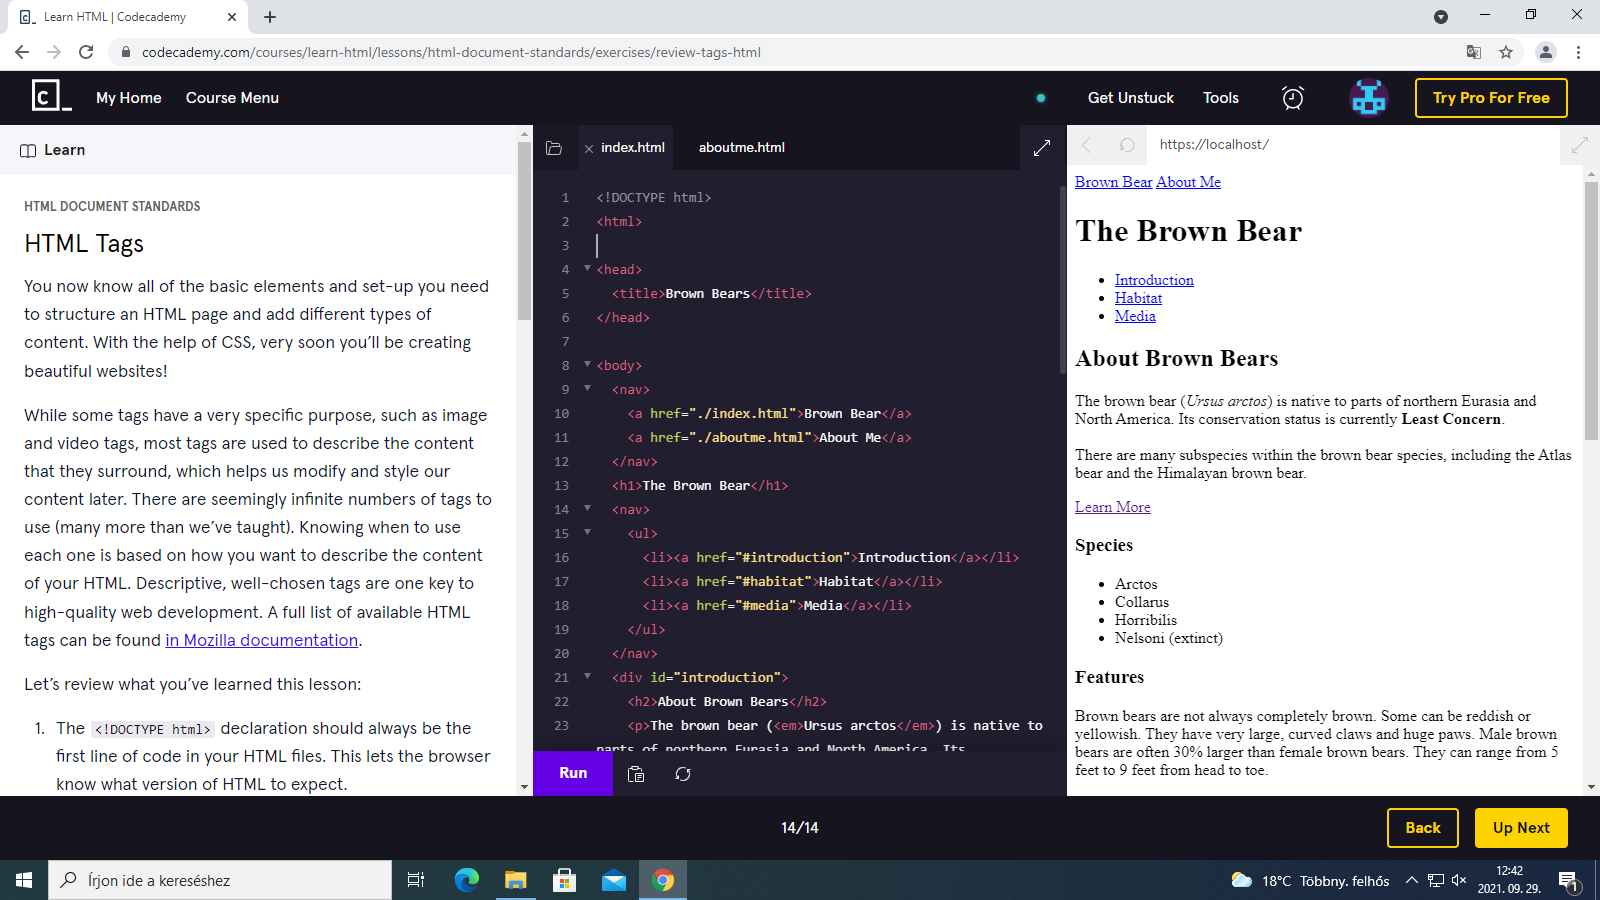 Learn HTML | Codecademy
codecademy.com/courses/learn-html/lessons/html-document-standards/exercises/review-tags-html
c_ My Home Course Menu Get Unstuck Tools Try Pro For Free
Learn
HTML DOCUMENT STANDARDS
HTML Tags
You now know all of the basic elements and set-up you need
to structure an HTML page and add different types of
content. With the help of CSS, very soon you’ll be creating
beautiful websites!
While some tags have a very specific purpose, such as image
and video tags, most tags are used to describe the content
that they surround, which helps us modify and style our
content later. There are seemingly infinite numbers of tags to
use (many more than we’ve taught). Knowing when to use
each one is based on how you want to describe the content
of your HTML. Descriptive, well-chosen tags are one key to
high-quality web development. A full list of available HTML
tags can be found in Mozilla documentation.
Let’s review what you’ve learned this lesson:
1. The <!DOCTYPE html> declaration should always be the
first line of code in your HTML files. This lets the browser
know what version of HTML to expect.
index.html aboutme.html
1 <!DOCTYPE html>
2 <html>
3
4 <head>
5 <title>Brown Bears</title>
6 </head>
7
8 <body>
9 <nav>
10 <a href="./index.html">Brown Bear</a>
11 <a href="./aboutme.html">About Me</a>
12 </nav>
13 <h1>The Brown Bear</h1>
14 <nav>
15 <ul>
16 <li><a href="#introduction">Introduction</a></li>
17 <li><a href="#habitat">Habitat</a></li>
18 <li><a href="#media">Media</a></li>
19 </ul>
20 </nav>
21 <div id="introduction">
22 <h2>About Brown Bears</h2>
23 <p>The brown bear (<em>Ursus arctos</em>) is native to
parts of northern Eurasia and North America. Its
Run
https://localhost/
Brown Bear About Me
The Brown Bear
• Introduction
• Habitat
• Media
About Brown Bears
The brown bear (Ursus arctos) is native to parts of northern Eurasia and
North America. Its conservation status is currently Least Concern.
There are many subspecies within the brown bear species, including the Atlas
bear and the Himalayan brown bear.
Learn More
Species
• Arctos
• Collarus
• Horribilis
• Nelsoni (extinct)
Features
Brown bears are not always completely brown. Some can be reddish or
yellowish. They have very large, curved claws and huge paws. Male brown
bears are often 30% larger than female brown bears. They can range from 5
feet to 9 feet from head to toe.
14/14
Back Up Next
Írjon ide a kereséshez
18°C Többny. felhős
12:42
2021. 09. 29.
1